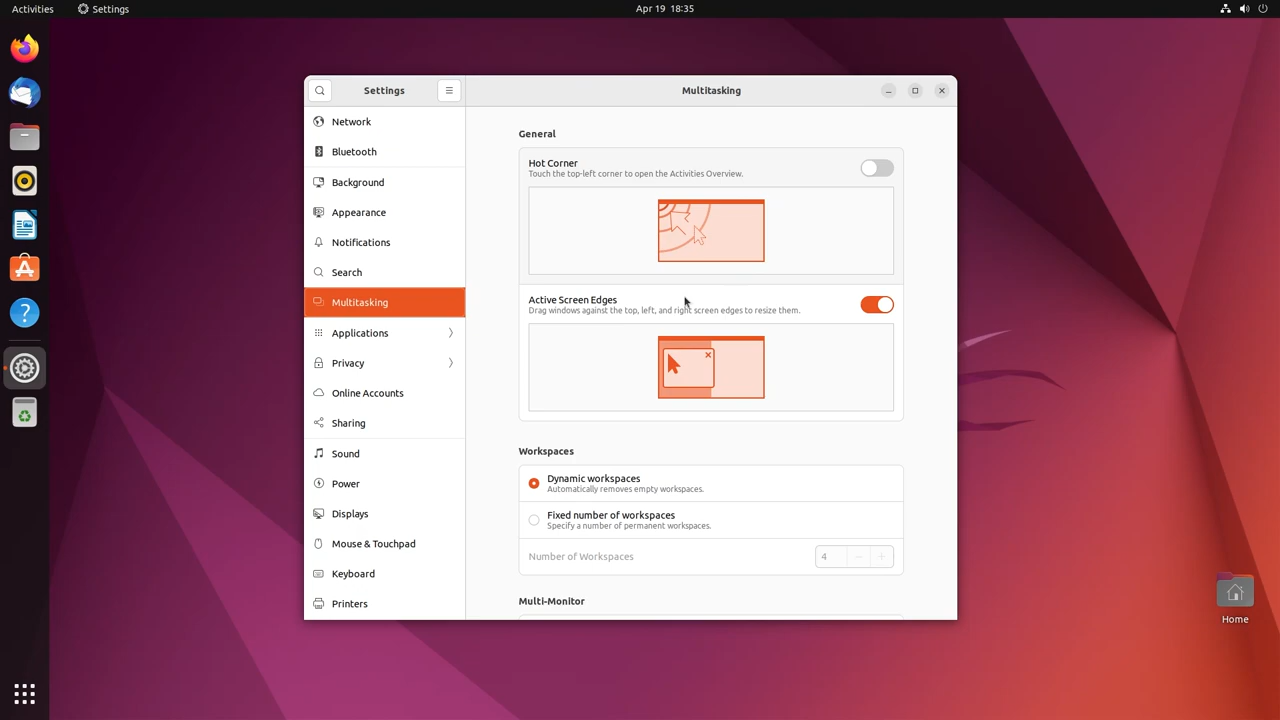 Activities
Settings
Apr 19 18:35
Settings
Multitasking
Network
Bluetooth
Background
Appearance
Notifications
Search
Multitasking
Applications
Privacy
Online Accounts
Sharing
Sound
Power
Displays
Mouse & Touchpad
Keyboard
Printers
General
Hot Corner
Touch the top-left corner to open the Activities Overview.
Active Screen Edges
Drag windows against the top, left, and right screen edges to resize them.
Workspaces
Dynamic workspaces
Automatically removes empty workspaces.
Fixed number of workspaces
Specify a number of permanent workspaces.
Number of Workspaces
4
Multi-Monitor
Home